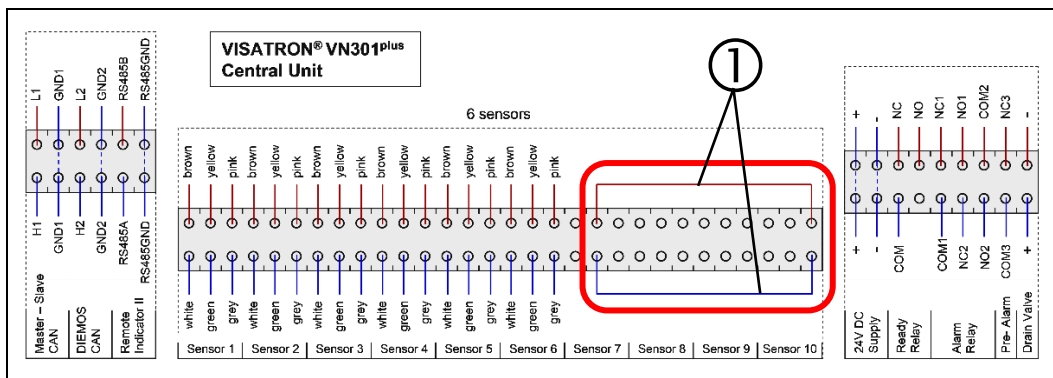 VISATRON® VN301plus
Central Unit
①
6 sensors
L1 GND1 L2 GND2 RS485B RS485GND
H1 GND1 H2 GND2 RS485A RS485GND
Master – Slave
CAN
DIEMOS
CAN
Remote
Indicator II
brown yellow pink brown yellow pink brown yellow pink brown yellow pink brown yellow pink brown yellow pink
white green grey white green grey white green grey white green grey white green grey white green grey
Sensor 1 Sensor 2 Sensor 3 Sensor 4 Sensor 5 Sensor 6 Sensor 7 Sensor 8 Sensor 9 Sensor 10
+ - NC NO NC1 NO1 COM2 NC3 -
+ - COM COM1 NC2 NO2 COM3 +
24V DC
Supply
Ready
Relay
Alarm
Relay
Pre- Alarm
Drain Valve